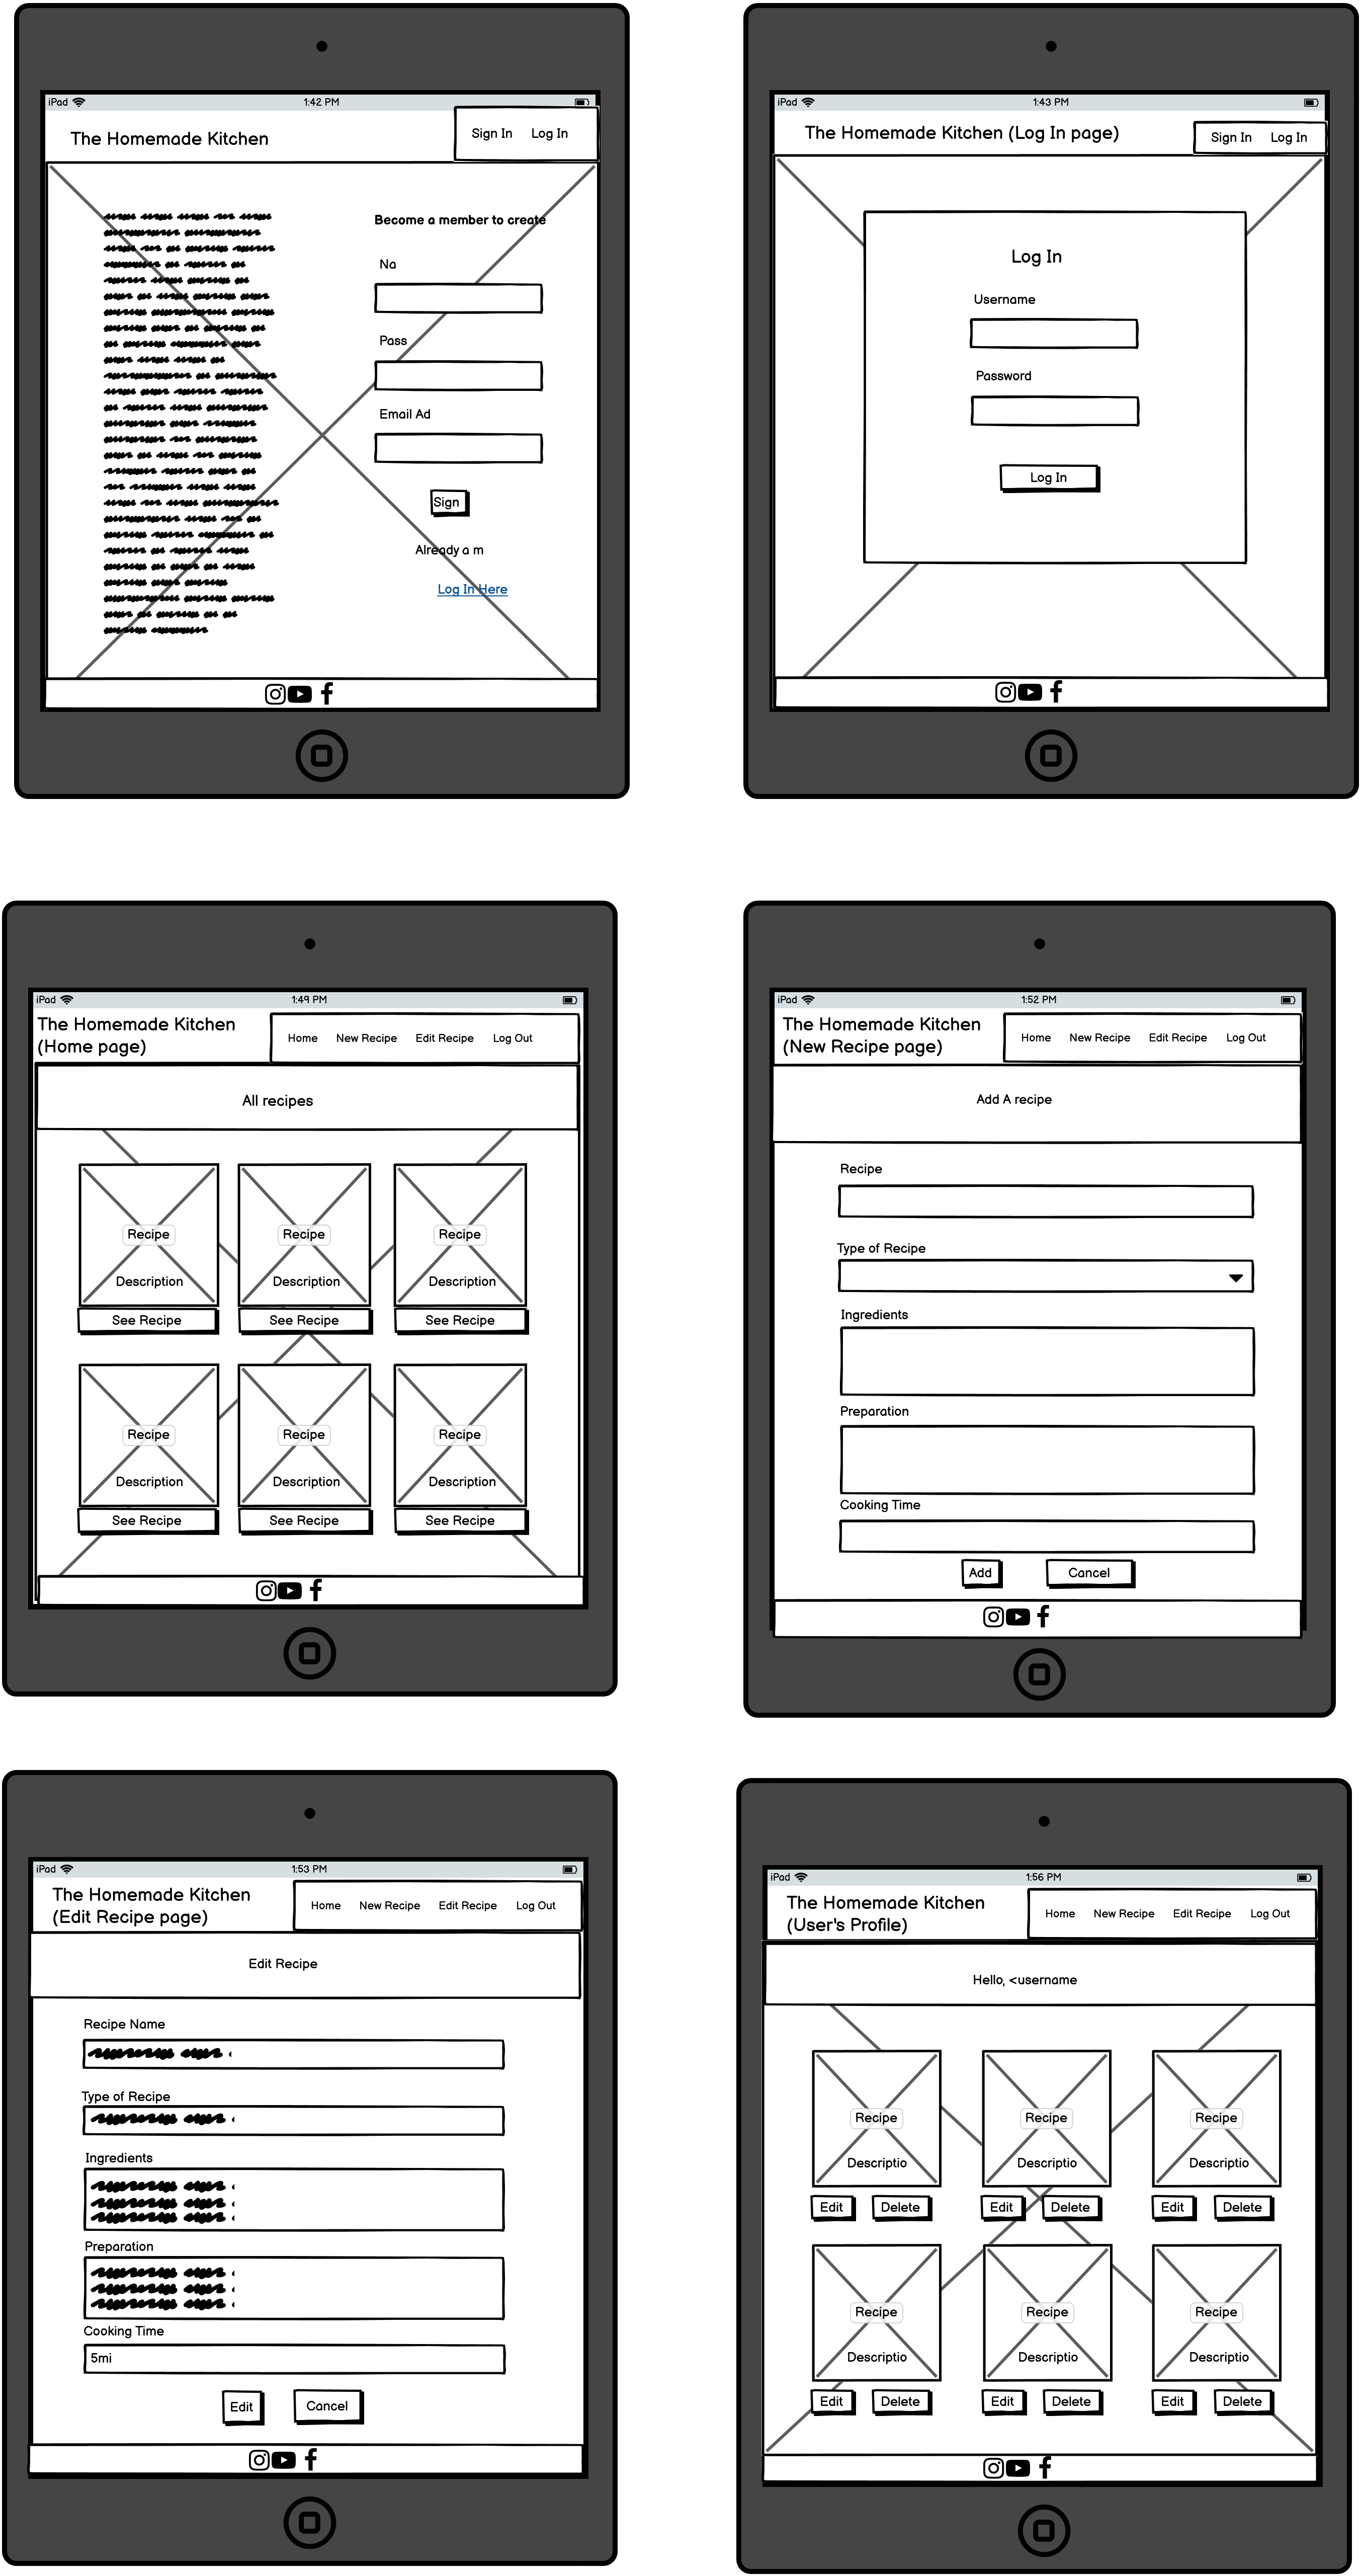 iPad 1:42 PM
The Homemade Kitchen
Sign In Log In
Become a member to create
Na
Pass
Email Ad
Sign
Already a m
Log In Here
iPad 1:43 PM
The Homemade Kitchen (Log In page)
Sign In Log In
Log In
Username
Password
Log In
iPad 1:49 PM
The Homemade Kitchen
(Home page)
Home New Recipe Edit Recipe Log Out
All recipes
Recipe Recipe Recipe
Description Description Description
See Recipe See Recipe See Recipe
Recipe Recipe Recipe
Description Description Description
See Recipe See Recipe See Recipe
iPad 1:52 PM
The Homemade Kitchen
(New Recipe page)
Home New Recipe Edit Recipe Log Out
Add A recipe
Recipe
Type of Recipe
Ingredients
Preparation
Cooking Time
Add Cancel
iPad 1:53 PM
The Homemade Kitchen
(Edit Recipe page)
Home New Recipe Edit Recipe Log Out
Edit Recipe
Recipe Name
Type of Recipe
Ingredients
Preparation
Cooking Time
5mi
Edit Cancel
iPad 1:56 PM
The Homemade Kitchen
(User's Profile)
Home New Recipe Edit Recipe Log Out
Hello, <username
Recipe Recipe Recipe
Descriptio Descriptio Descriptio
Edit Delete Edit Delete Edit Delete
Recipe Recipe Recipe
Descriptio Descriptio Descriptio
Edit Delete Edit Delete Edit Delete